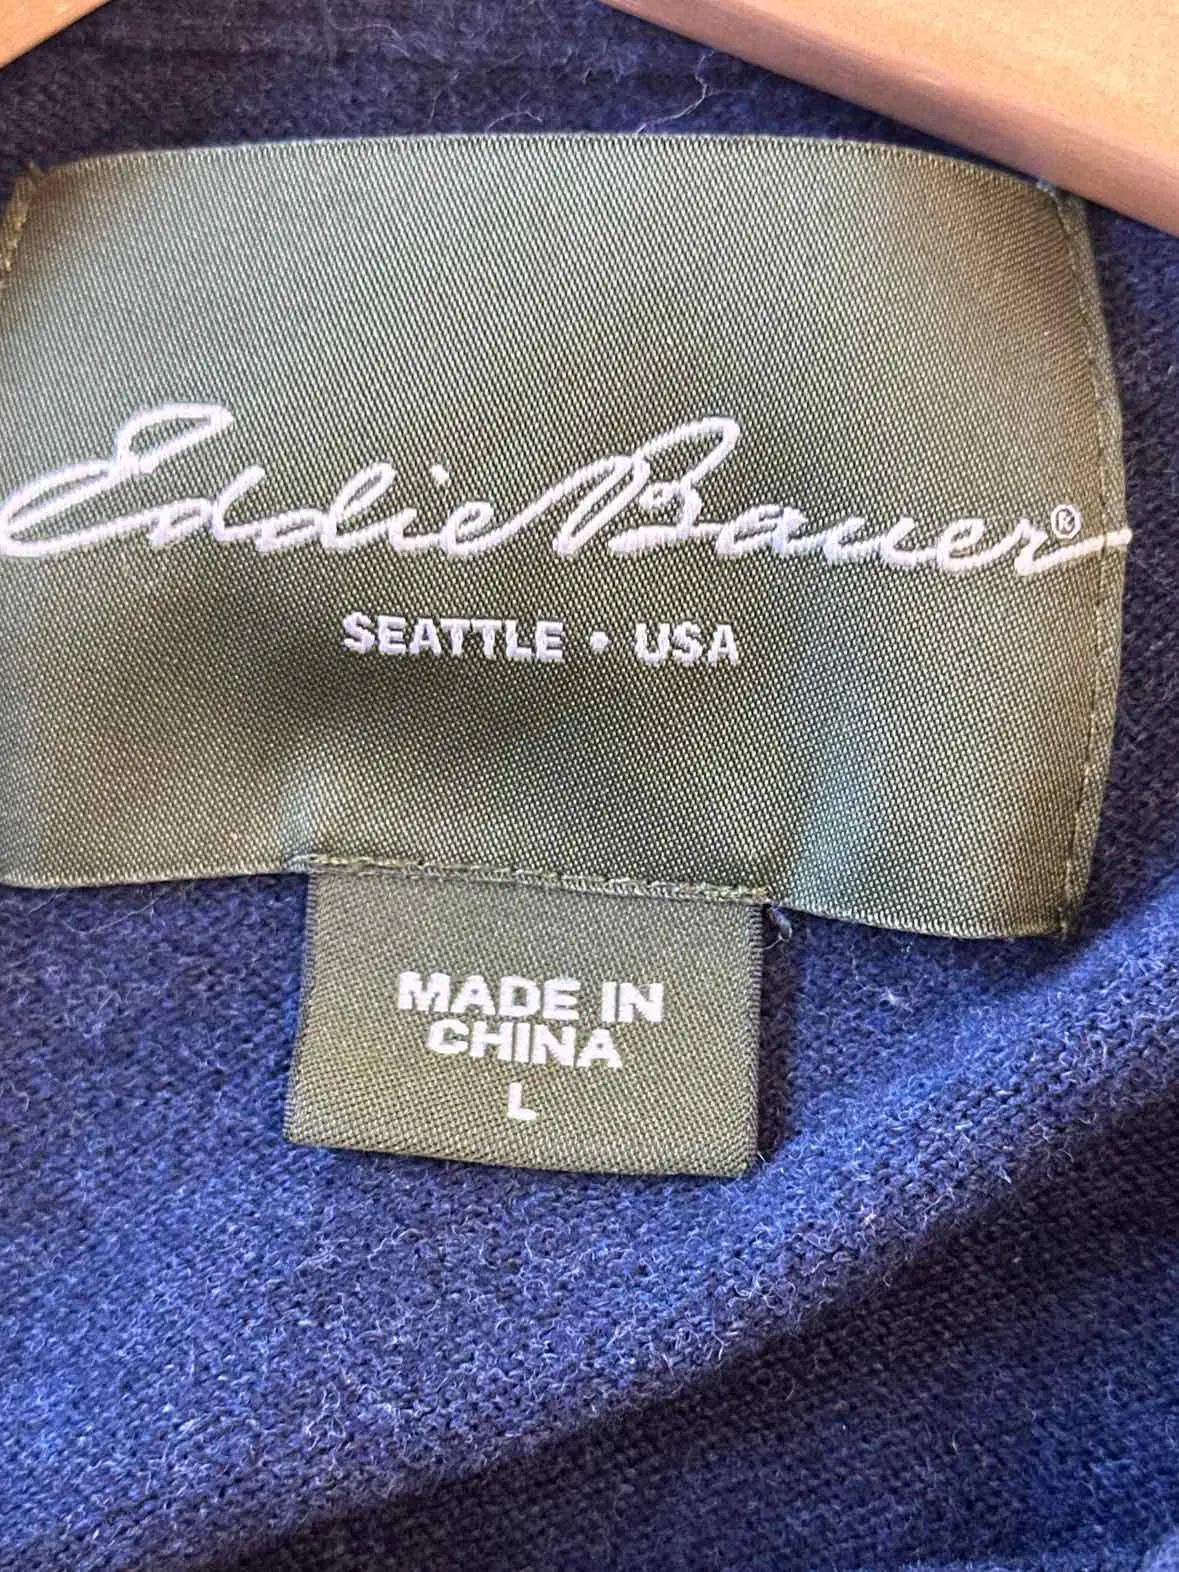 Eddie Bauer®
SEATTLE • USA
MADE IN
CHINA
L